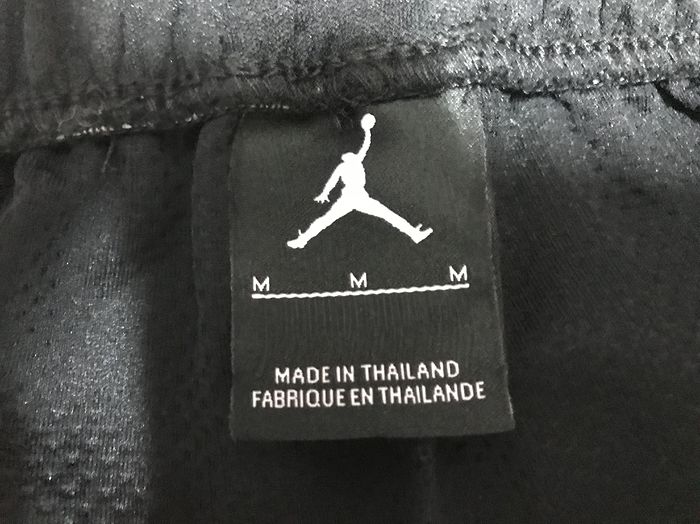 M M M
MADE IN THAILAND
FABRIQUE EN THAILANDE